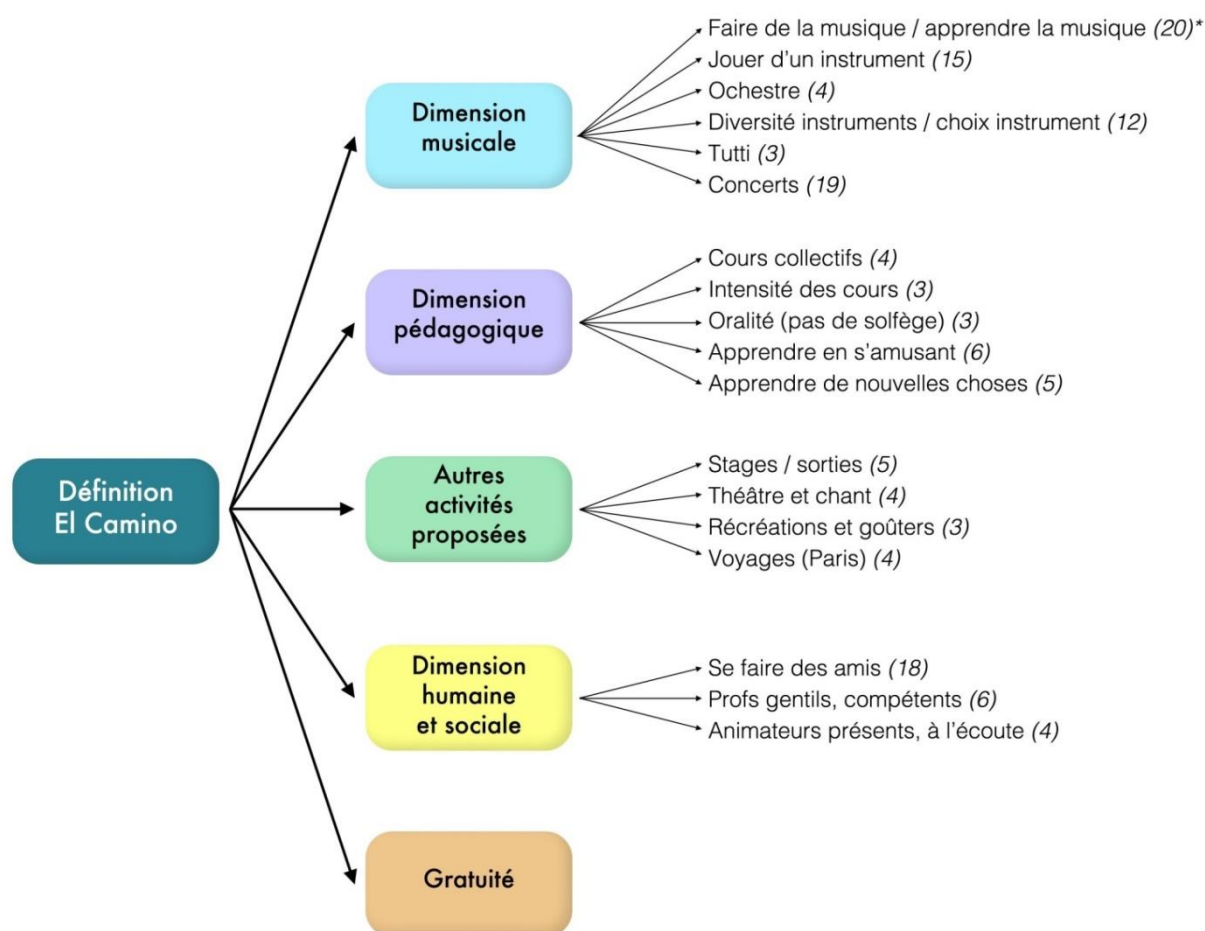 Définition
El Camino
Dimension
musicale
Faire de la musique / apprendre la musique (20)*
Jouer d'un instrument (15)
Ochestre (4)
Diversité instruments / choix instrument (12)
Tutti (3)
Concerts (19)
Dimension
pédagogique
Cours collectifs (4)
Intensité des cours (3)
Oralité (pas de solfège) (3)
Apprendre en s'amusant (6)
Apprendre de nouvelles choses (5)
Autres
activités
proposées
Stages / sorties (5)
Théâtre et chant (4)
Récréations et goûters (3)
Voyages (Paris) (4)
Dimension
humaine
et sociale
Se faire des amis (18)
Profs gentils, compétents (6)
Animateurs présents, à l'écoute (4)
Gratuité